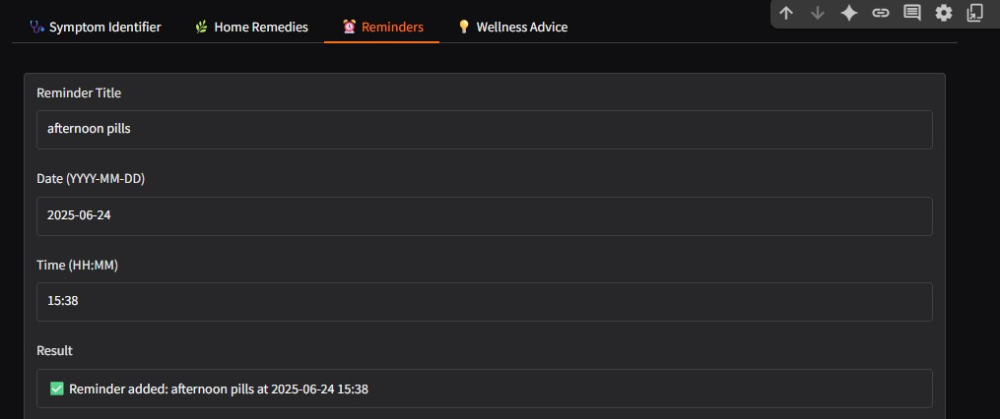 Symptom Identifier Home Remedies Reminders Wellness Advice
Reminder Title
afternoon pills
Date (YYYY-MM-DD)
2025-06-24
Time (HH:MM)
15:38
Result
Reminder added: afternoon pills at 2025-06-24 15:38